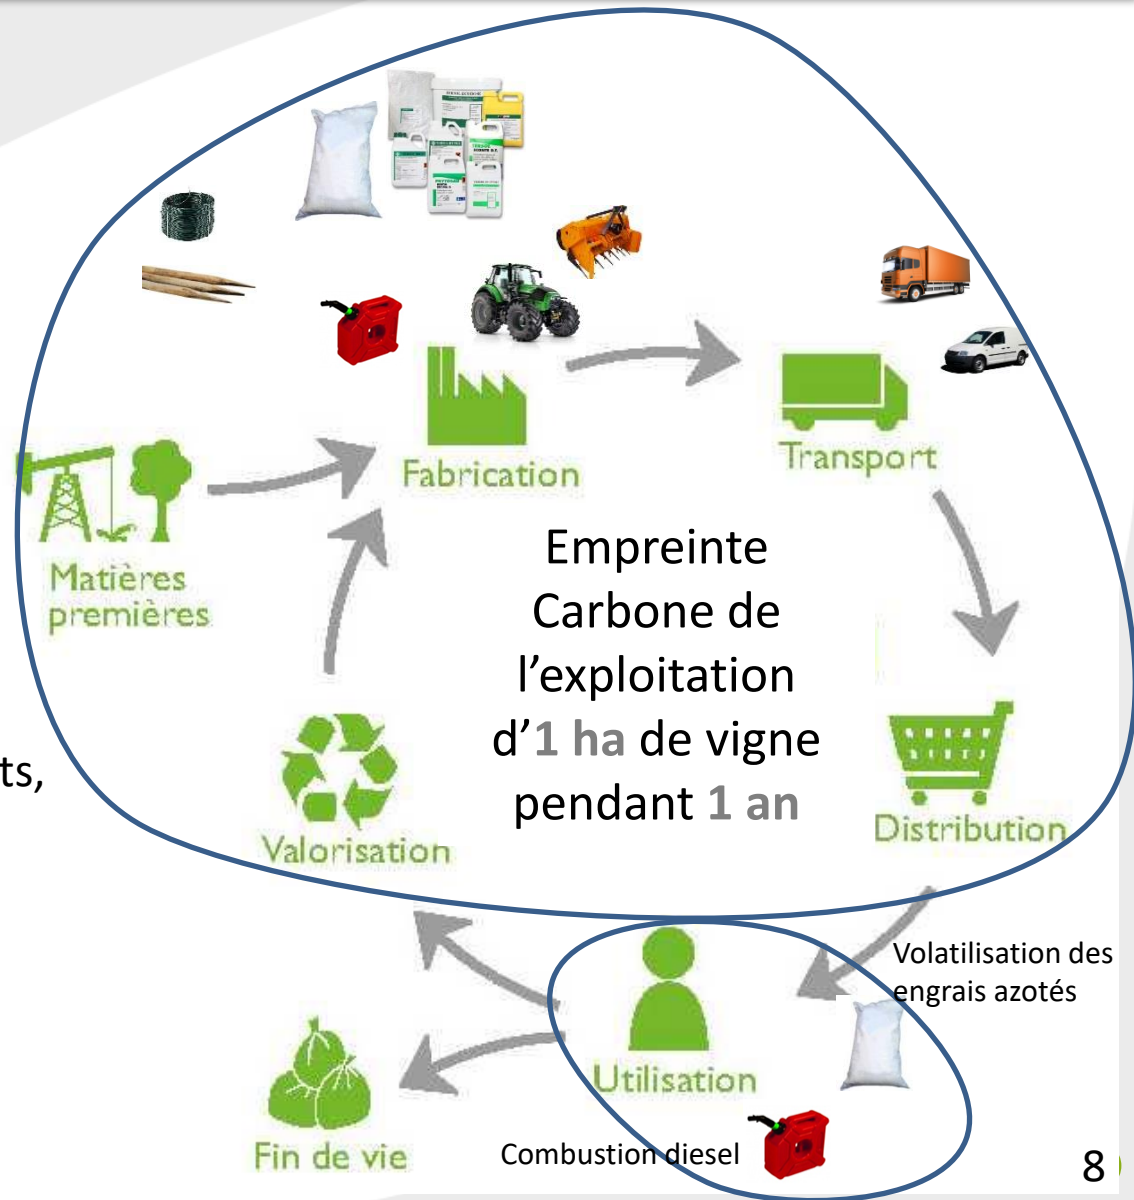 Fabrication
Transport
Matières
premières
Empreinte
Carbone de
l’exploitation
d’1 ha de vigne
pendant 1 an
ts,
Valorisation
Distribution
Volatilisation des
engrais azotés
Utilisation
Fin de vie
Combustion diesel
8